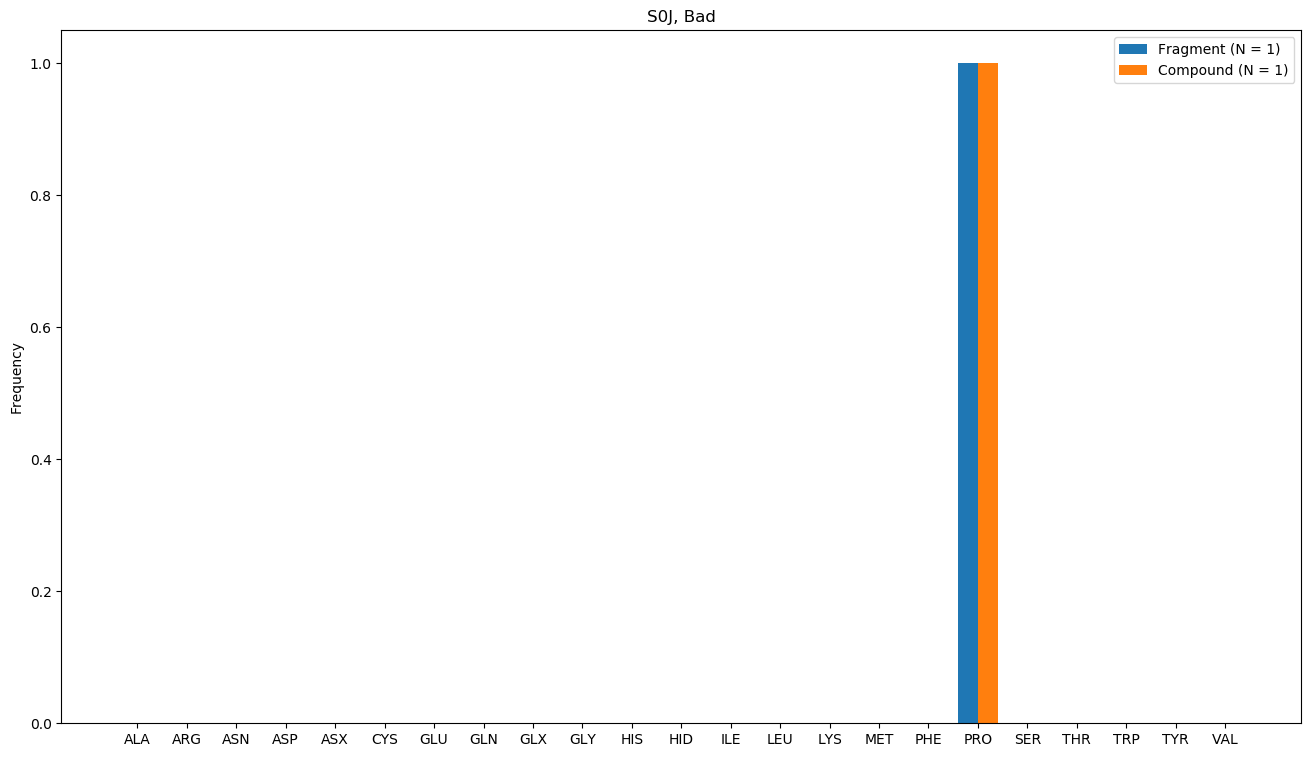 S0J, Bad
Fragment (N = 1)
Compound (N = 1)
Frequency
1.0
0.8
0.6
0.4
0.2
0.0
ALA ARG ASN ASP ASX CYS GLU GLN GLX GLY HIS HID ILE LEU LYS MET PHE PRO SER THR TRP TYR VAL